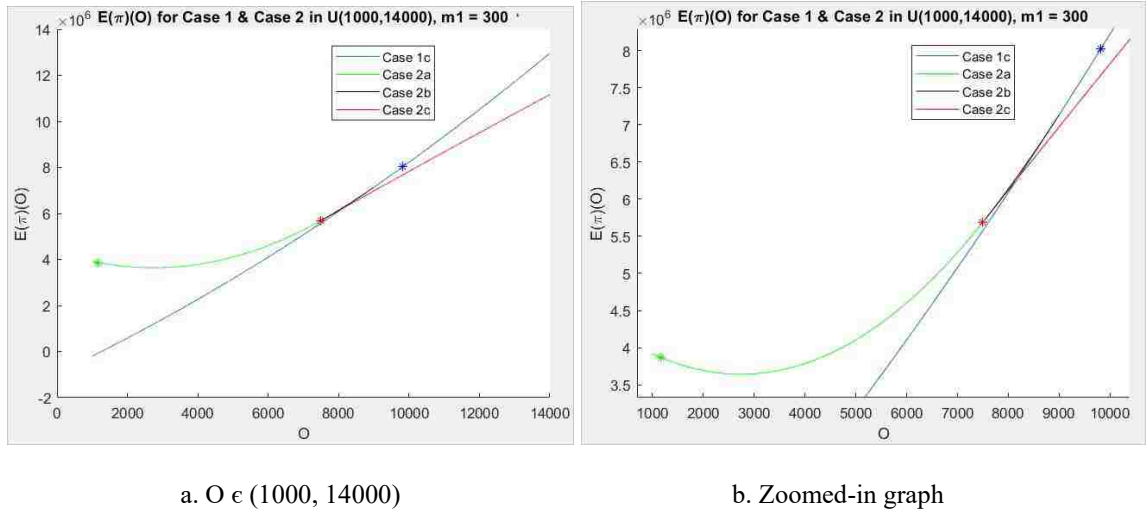 E(π)(O) for Case 1 & Case 2 in U(1000,14000), m1 = 300
×10⁶
14
12
10
8
6
4
2
0
-2
E(π)(O)
0 2000 4000 6000 8000 10000 12000 14000
O
Case 1c
Case 2a
Case 2b
Case 2c
E(π)(O) for Case 1 & Case 2 in U(1000,14000), m1 = 300
×10⁶
8
7.5
7
6.5
6
5.5
5
4.5
4
3.5
E(π)(O)
1000 2000 3000 4000 5000 6000 7000 8000 9000 10000
O
Case 1c
Case 2a
Case 2b
Case 2c
a. O ϵ (1000, 14000)
b. Zoomed-in graph